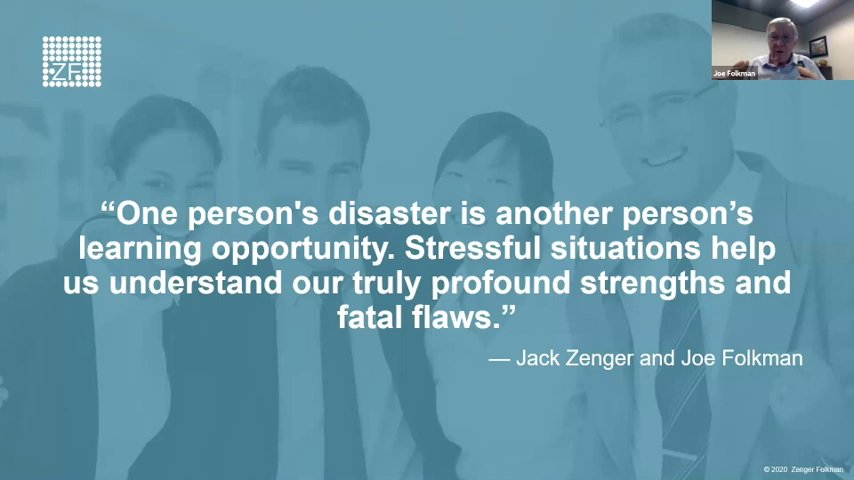 ZF
Joe Folkman
“One person's disaster is another person’s
learning opportunity. Stressful situations help
us understand our truly profound strengths and
fatal flaws.”
— Jack Zenger and Joe Folkman
© 2020 Zenger Folkman